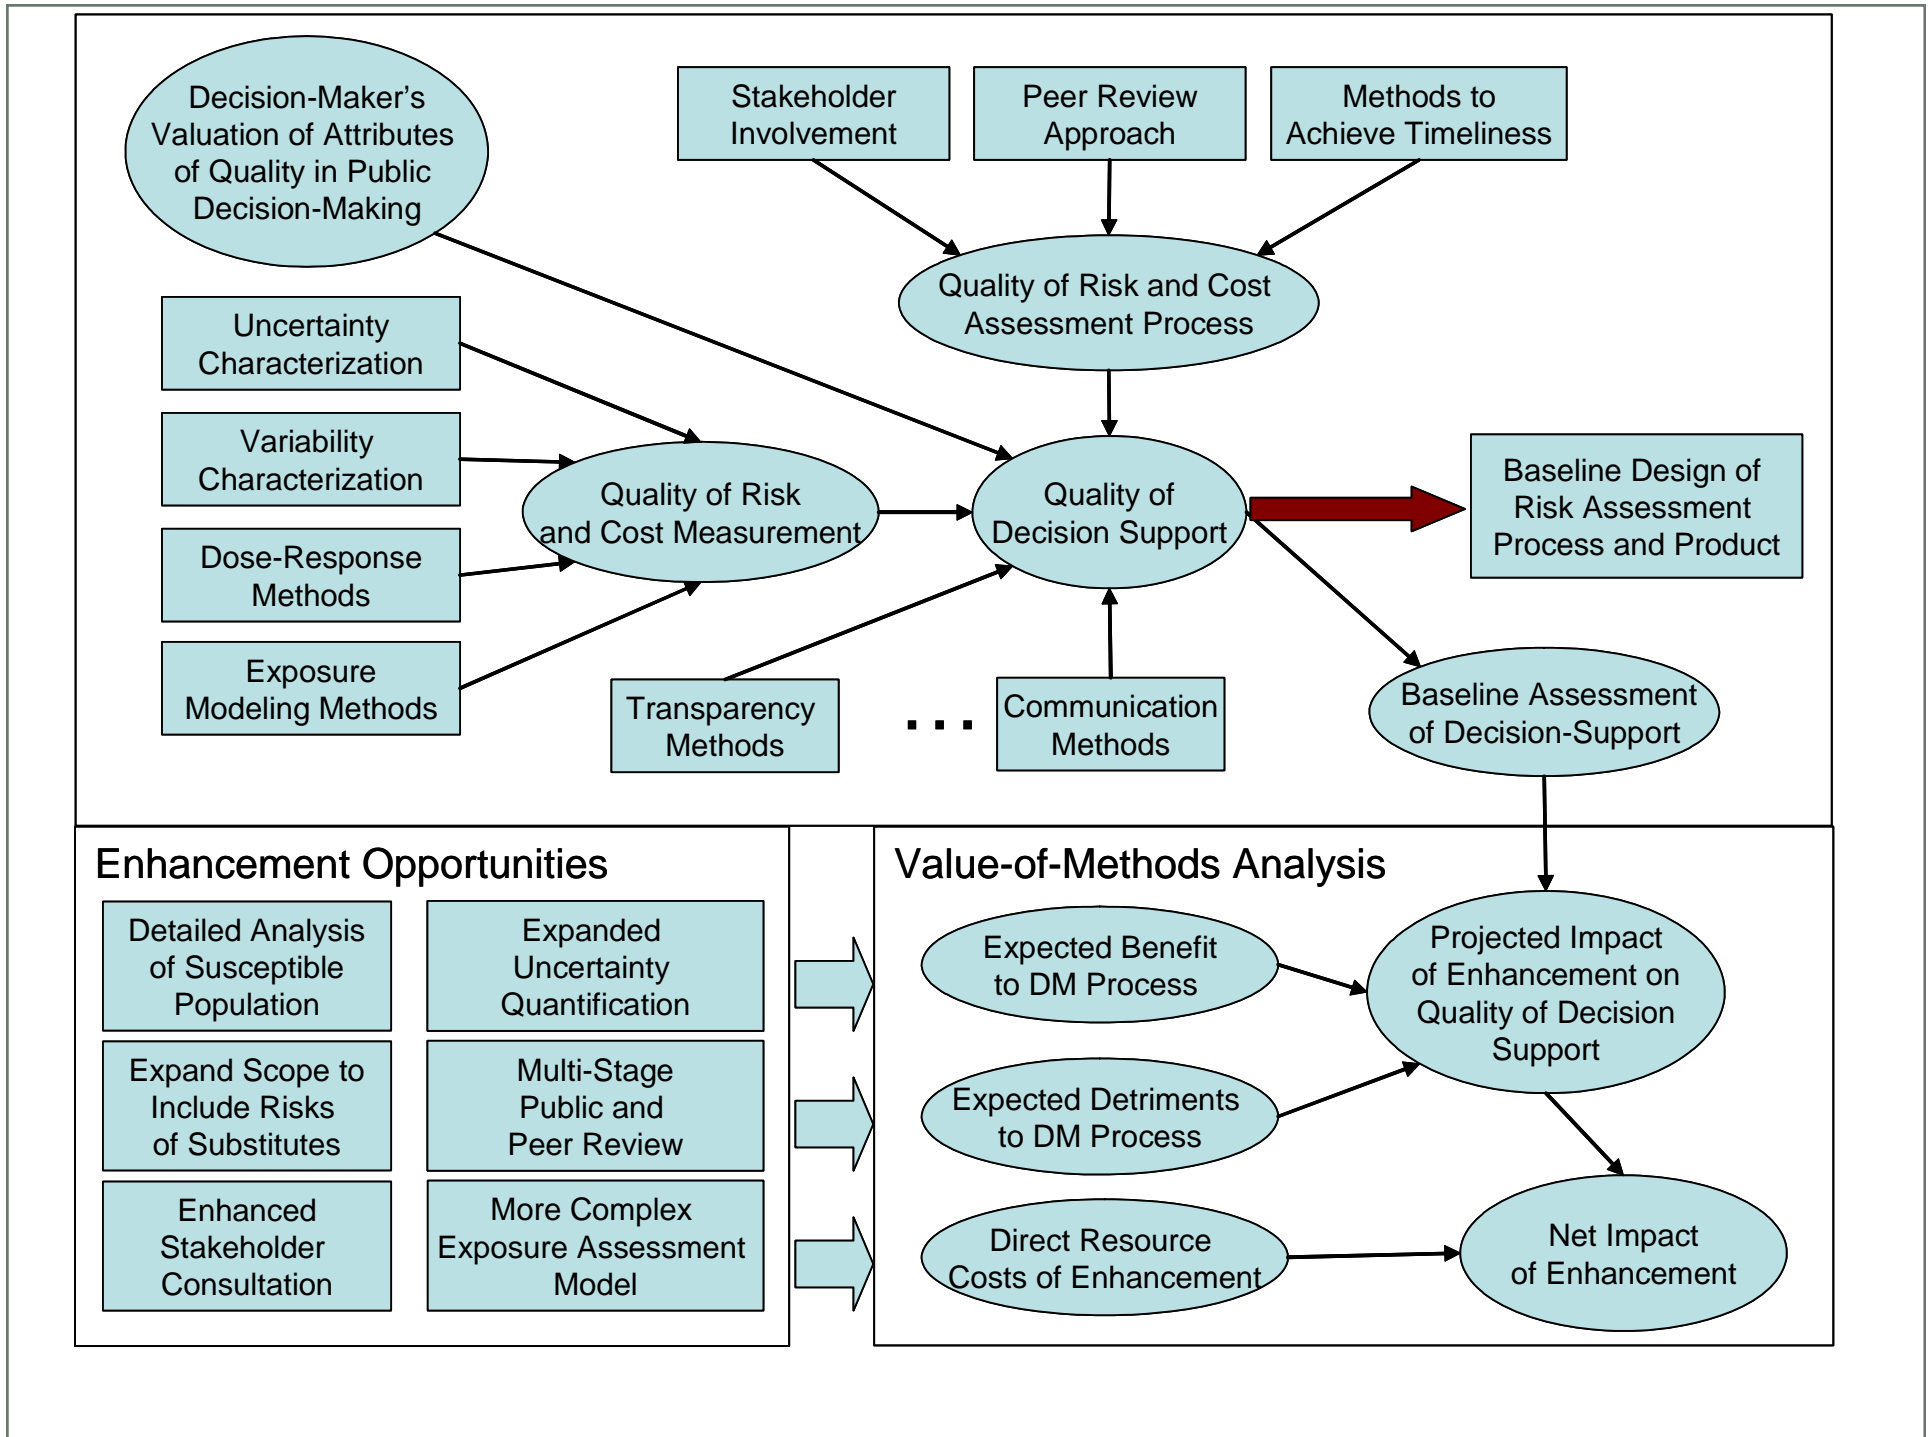 Decision-Maker's
Valuation of Attributes
of Quality in Public
Decision-Making
Stakeholder
Involvement
Peer Review
Approach
Methods to
Achieve Timeliness
Quality of Risk and Cost
Assessment Process
Uncertainty
Characterization
Variability
Characterization
Dose-Response
Methods
Exposure
Modeling Methods
Quality of Risk
and Cost Measurement
Quality of
Decision Support
Baseline Design of
Risk Assessment
Process and Product
Transparency
Methods
...
Communication
Methods
Baseline Assessment
of Decision-Support
Enhancement Opportunities
Detailed Analysis
of Susceptible
Population
Expanded
Uncertainty
Quantification
Expand Scope to
Include Risks
of Substitutes
Multi-Stage
Public and
Peer Review
Enhanced
Stakeholder
Consultation
More Complex
Exposure Assessment
Model
Value-of-Methods Analysis
Expected Benefit
to DM Process
Projected Impact
of Enhancement on
Quality of Decision
Support
Expected Detriments
to DM Process
Direct Resource
Costs of Enhancement
Net Impact
of Enhancement